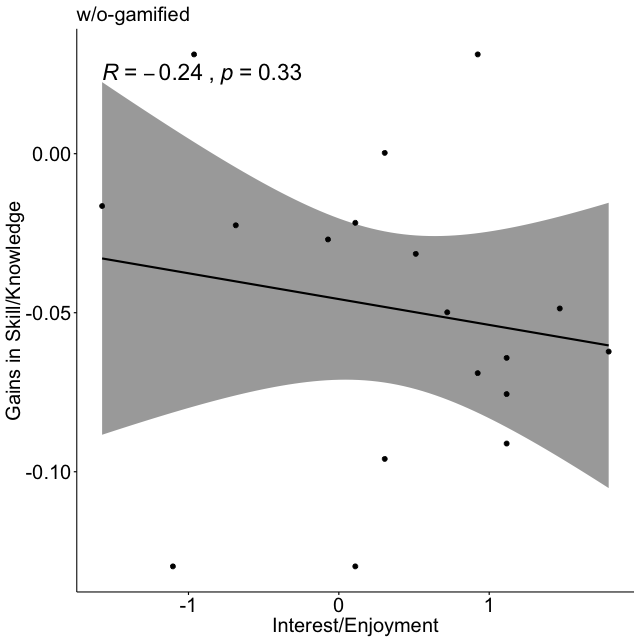 w/o-gamified
R = −0.24 , p = 0.33
0.00
-0.05
-0.10
Gains in Skill/Knowledge
-1 0 1
Interest/Enjoyment